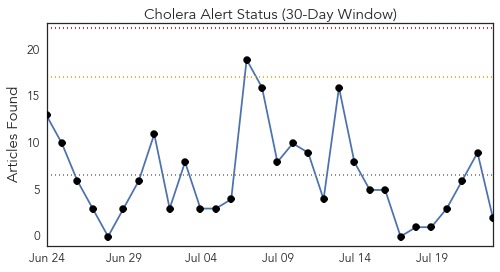 Cholera Alert Status (30-Day Window)
Articles Found
20
15
10
5
0
Jun 24 Jun 29 Jul 04 Jul 09 Jul 14 Jul 19